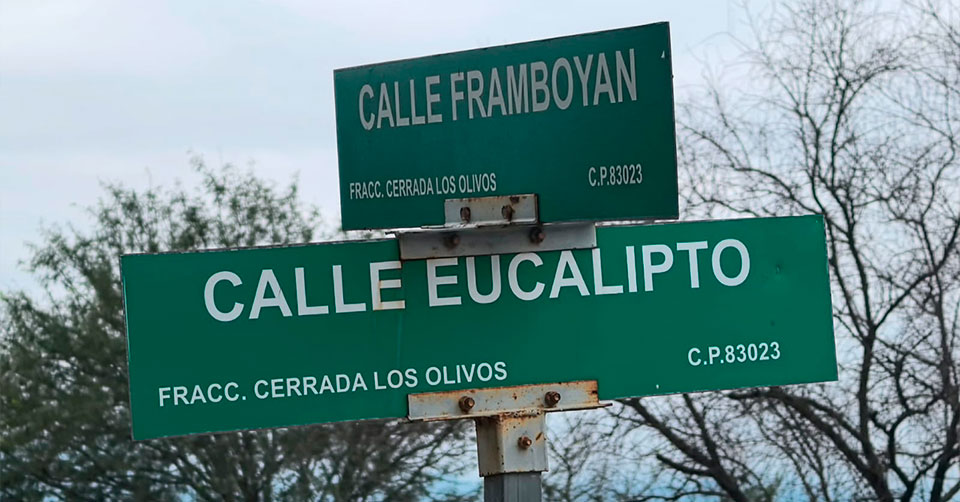 CALLE FRAMBOYAN
FRACC. CERRADA LOS OLIVOS C.P.83023
CALLE EUCALIPTO
FRACC. CERRADA LOS OLIVOS C.P.83023